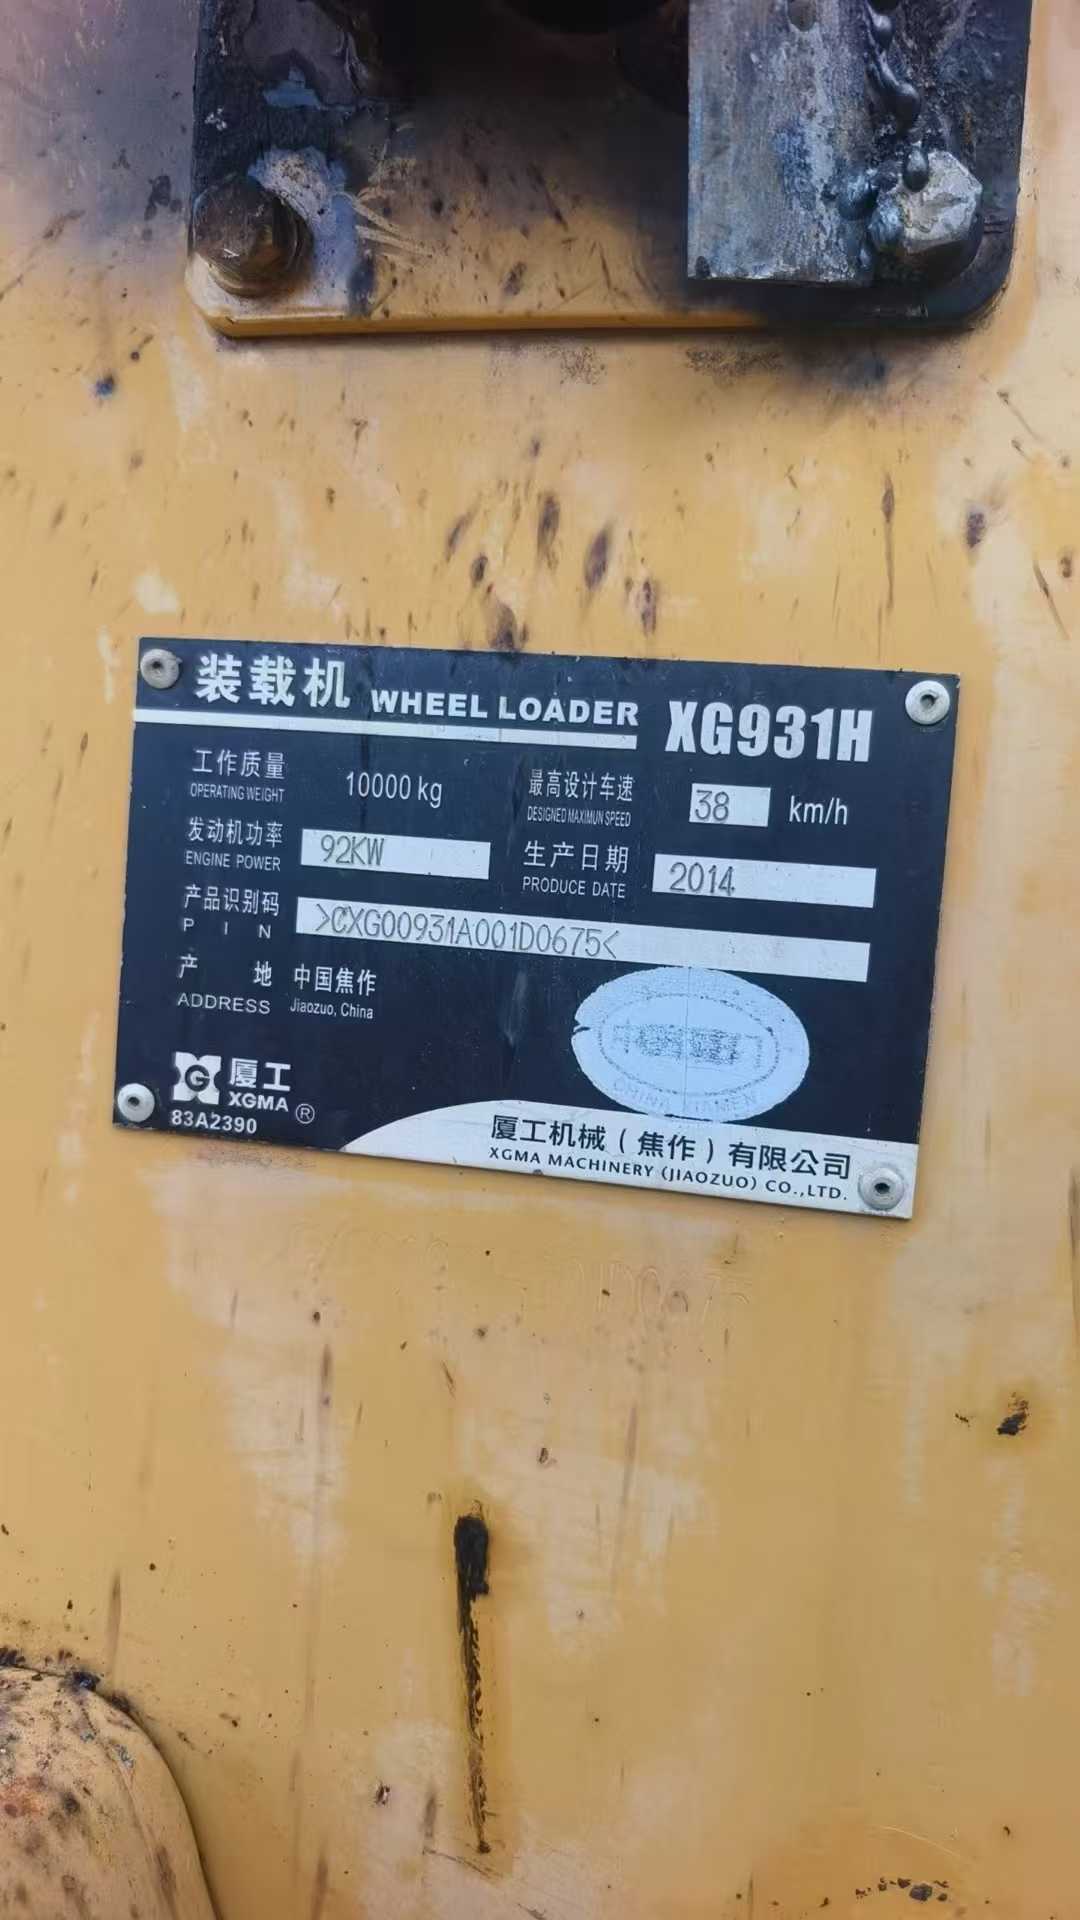 装载机 WHEEL LOADER XG931H
工作质量 10000 kg 最高设计车速 38 km/h
OPERATING WEIGHT DESIGNED MAXIMUN SPEED
发动机功率 92KW 生产日期 2014
ENGINE POWER PRODUCE DATE
产品识别码 >CXG00931A001D0675<
PIN
产地 中国焦作
ADDRESS Jiaozuo, China
CHINA XIAMEN
G 厦工
XGMA ®
83A2390
厦工机械(焦作)有限公司
XGMA MACHINERY (JIAOZUO) CO.,LTD.